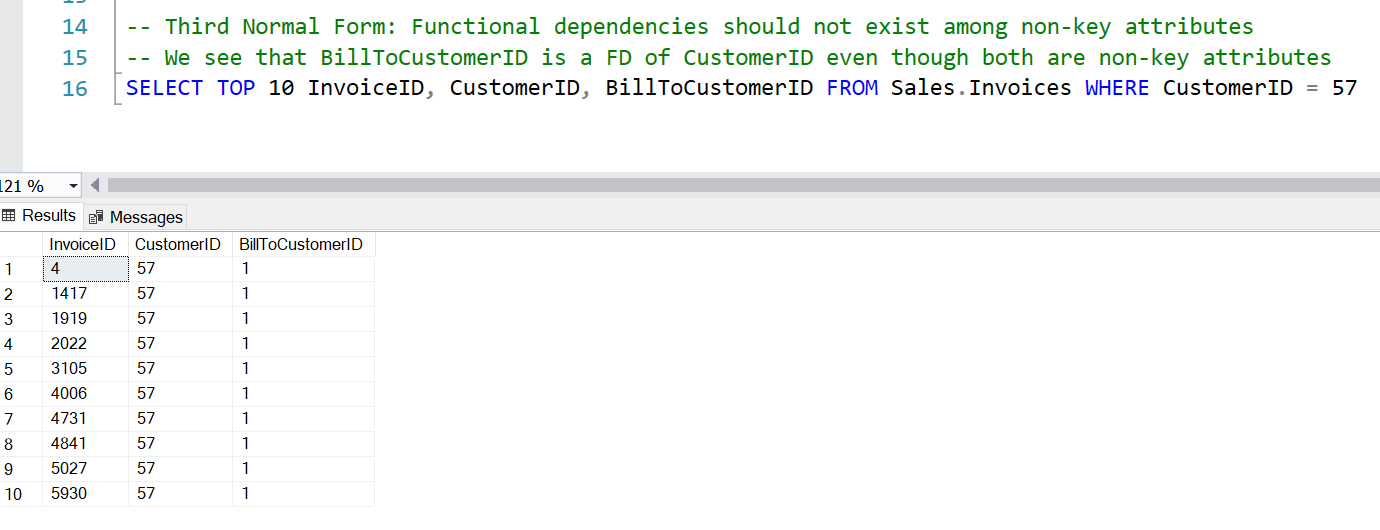 14 -- Third Normal Form: Functional dependencies should not exist among non-key attributes
15 -- We see that BillToCustomerID is a FD of CustomerID even though both are non-key attributes
16 SELECT TOP 10 InvoiceID, CustomerID, BillToCustomerID FROM Sales.Invoices WHERE CustomerID = 57
121 %
Results Messages
InvoiceID CustomerID BillToCustomerID
1 4 57 1
2 1417 57 1
3 1919 57 1
4 2022 57 1
5 3105 57 1
6 4006 57 1
7 4731 57 1
8 4841 57 1
9 5027 57 1
10 5930 57 1